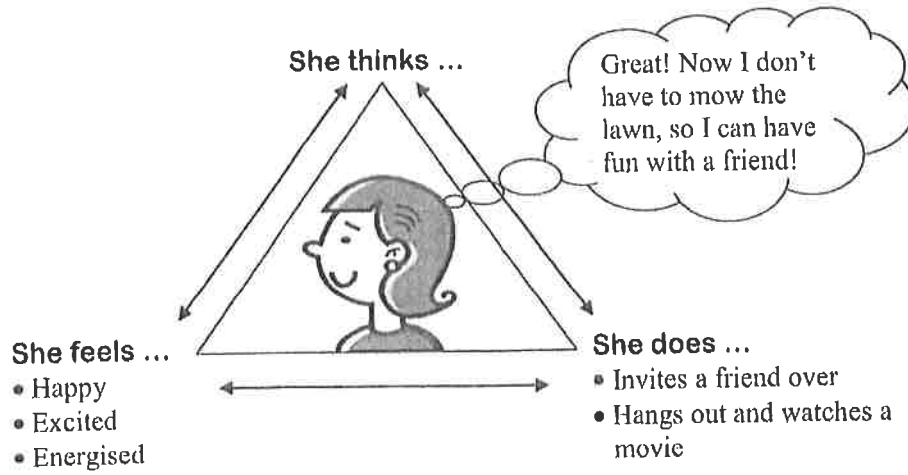 She thinks ...
Great! Now I don't
have to mow the
lawn, so I can have
fun with a friend!
She feels ...
• Happy
• Excited
• Energised
She does ...
• Invites a friend over
• Hangs out and watches a
movie